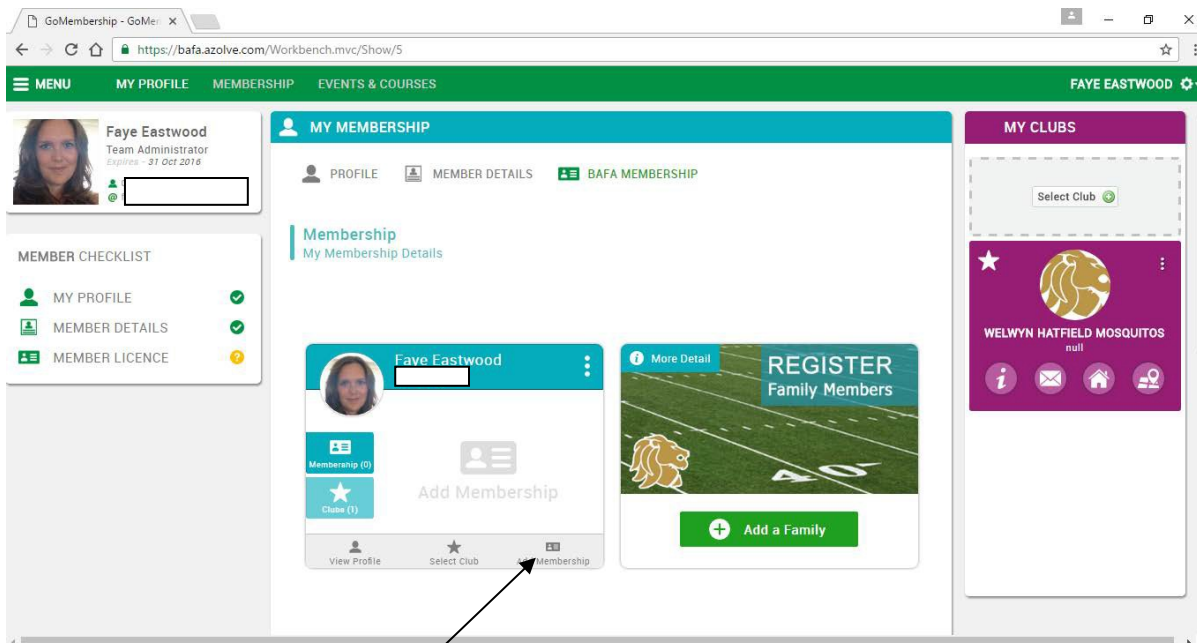 GoMembership - GoMe
https://bafa.azolve.com/Workbench.mvc/Show/5
MENU MY PROFILE MEMBERSHIP EVENTS & COURSES FAYE EASTWOOD
Faye Eastwood
Team Administrator
Expires - 31 Oct 2016
@
MEMBER CHECKLIST
MY PROFILE
MEMBER DETAILS
MEMBER LICENCE
MY MEMBERSHIP
PROFILE MEMBER DETAILS BAFA MEMBERSHIP
Membership
My Membership Details
Faye Eastwood
Membership (0)
Clubs (1)
Add Membership
View Profile Select Club Add Membership
More Detail
REGISTER
Family Members
40
Add a Family
MY CLUBS
Select Club
WELWYN HATFIELD MOSQUITOS
null